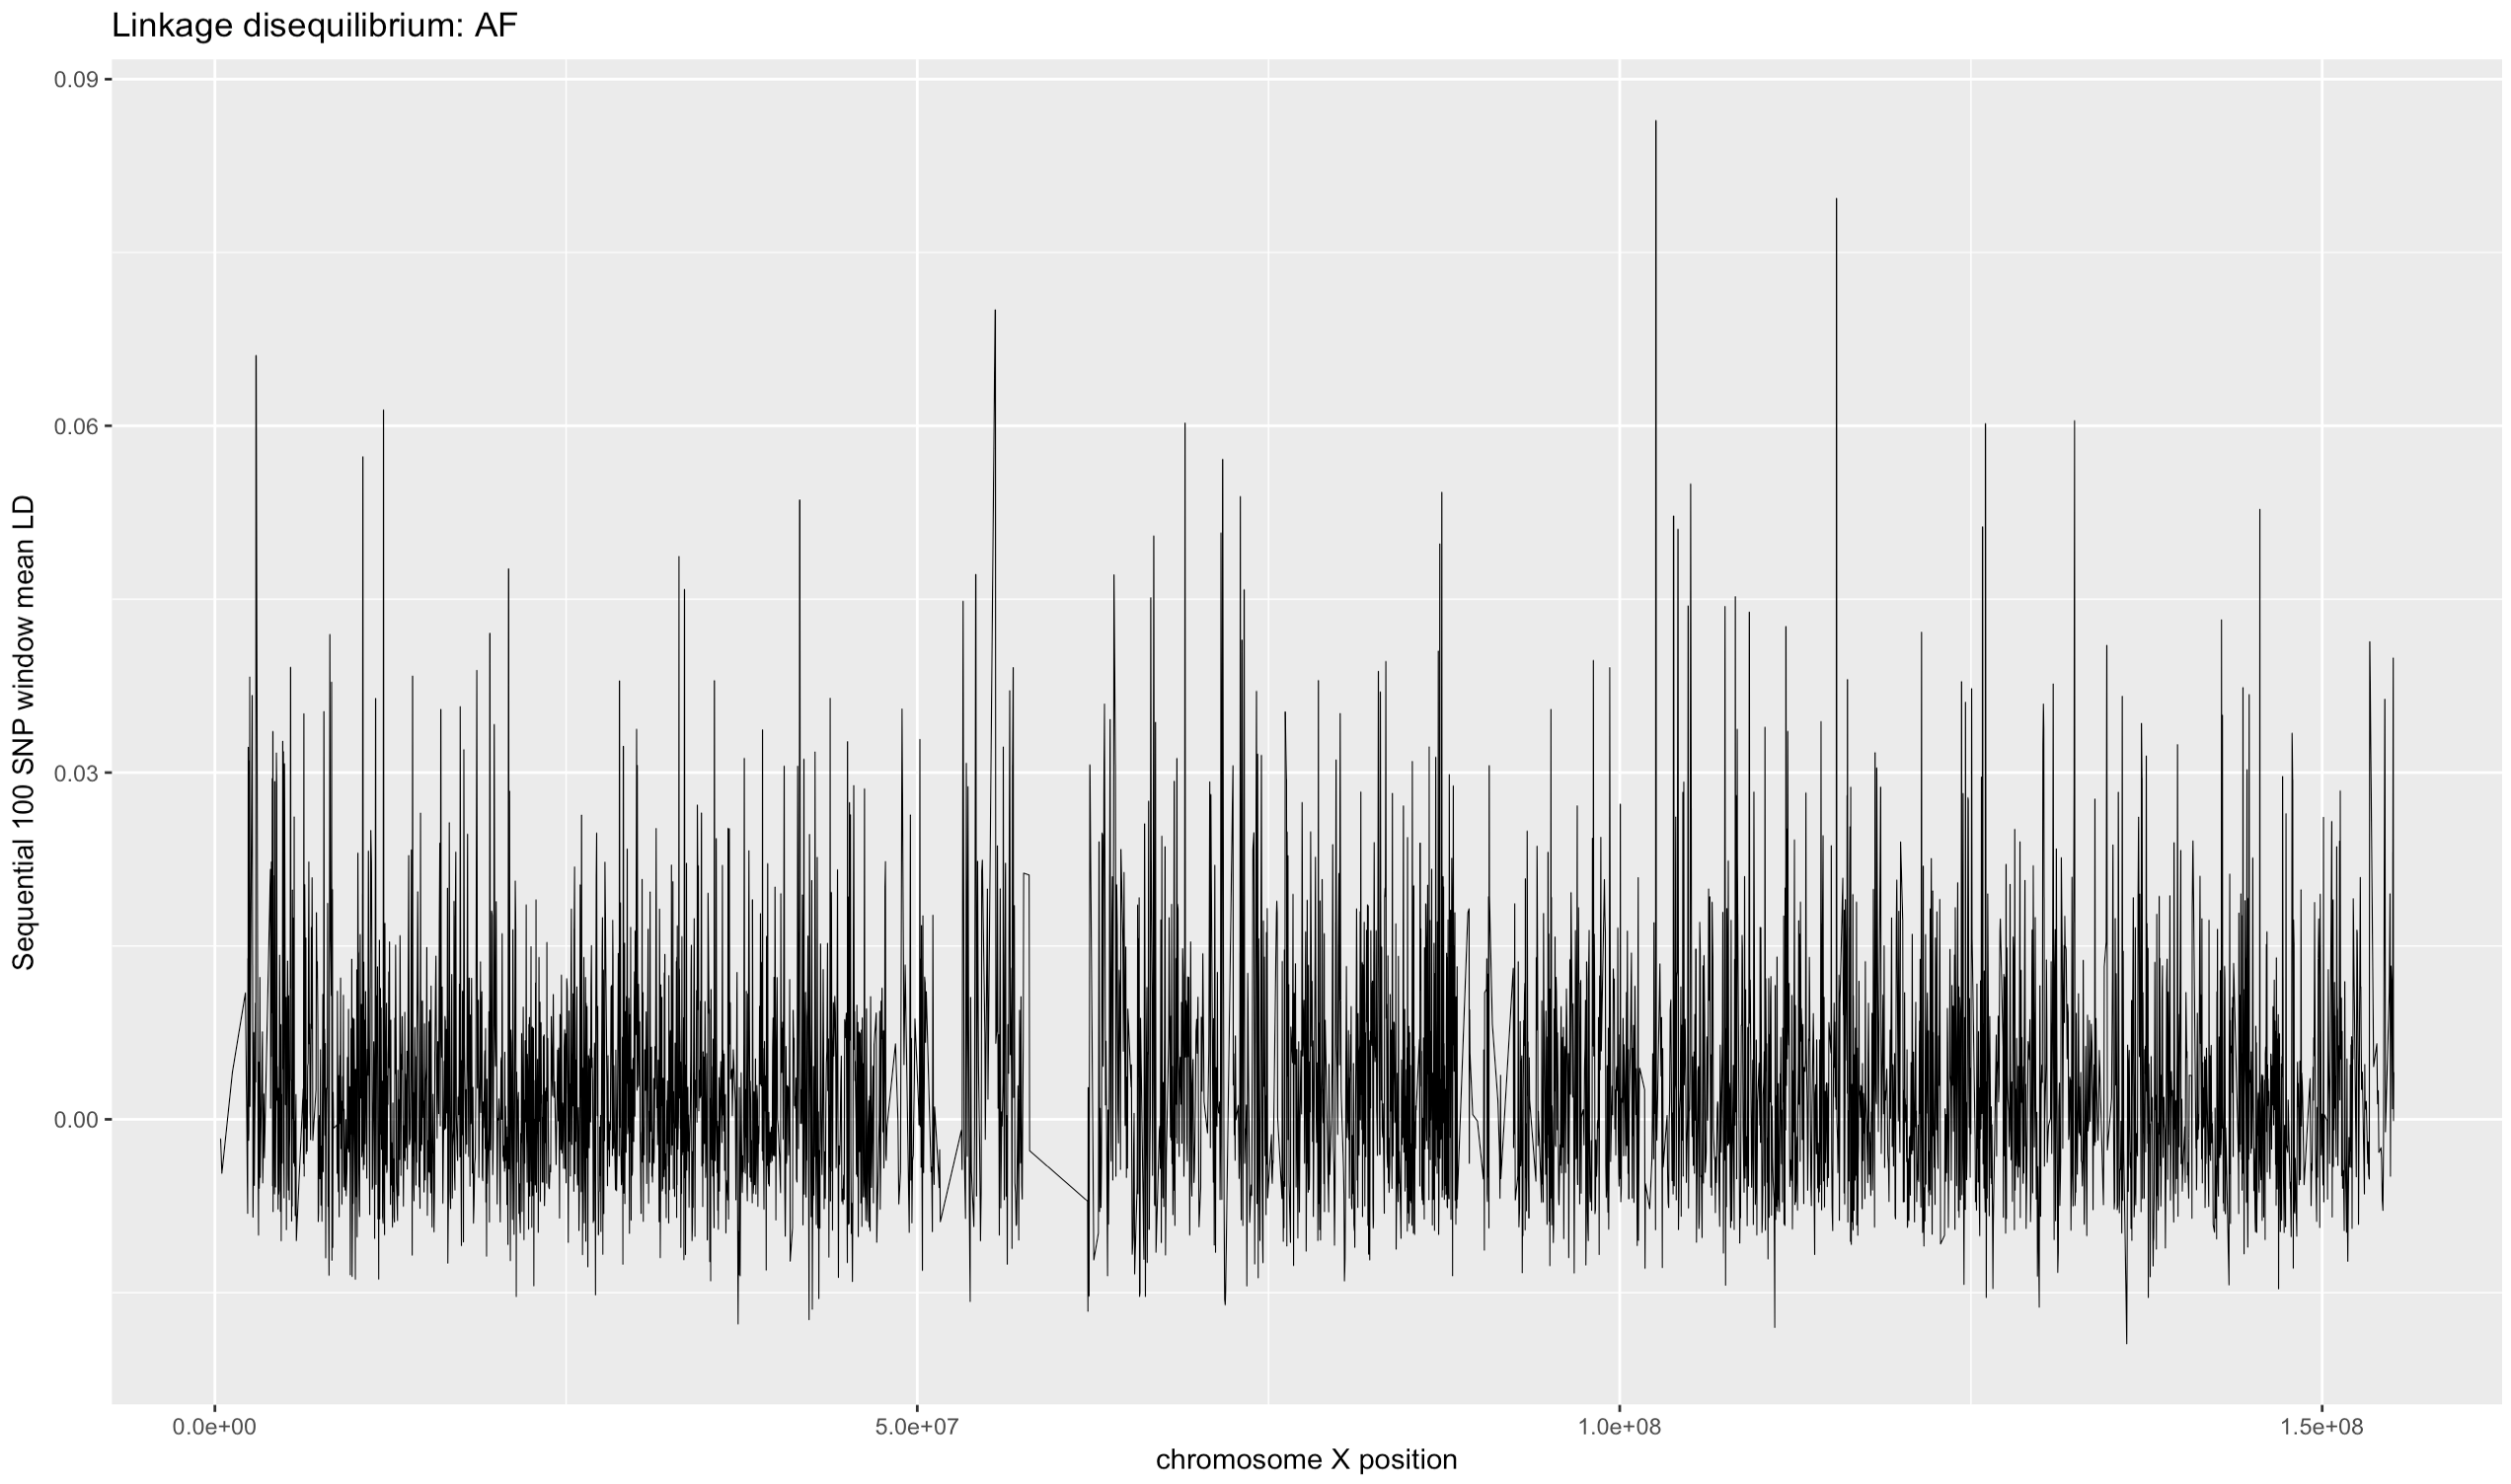 Linkage disequilibrium: AF
0.09
0.06
0.03
0.00
Sequential 100 SNP window mean LD
0.0e+00 5.0e+07 1.0e+08 1.5e+08
chromosome X position